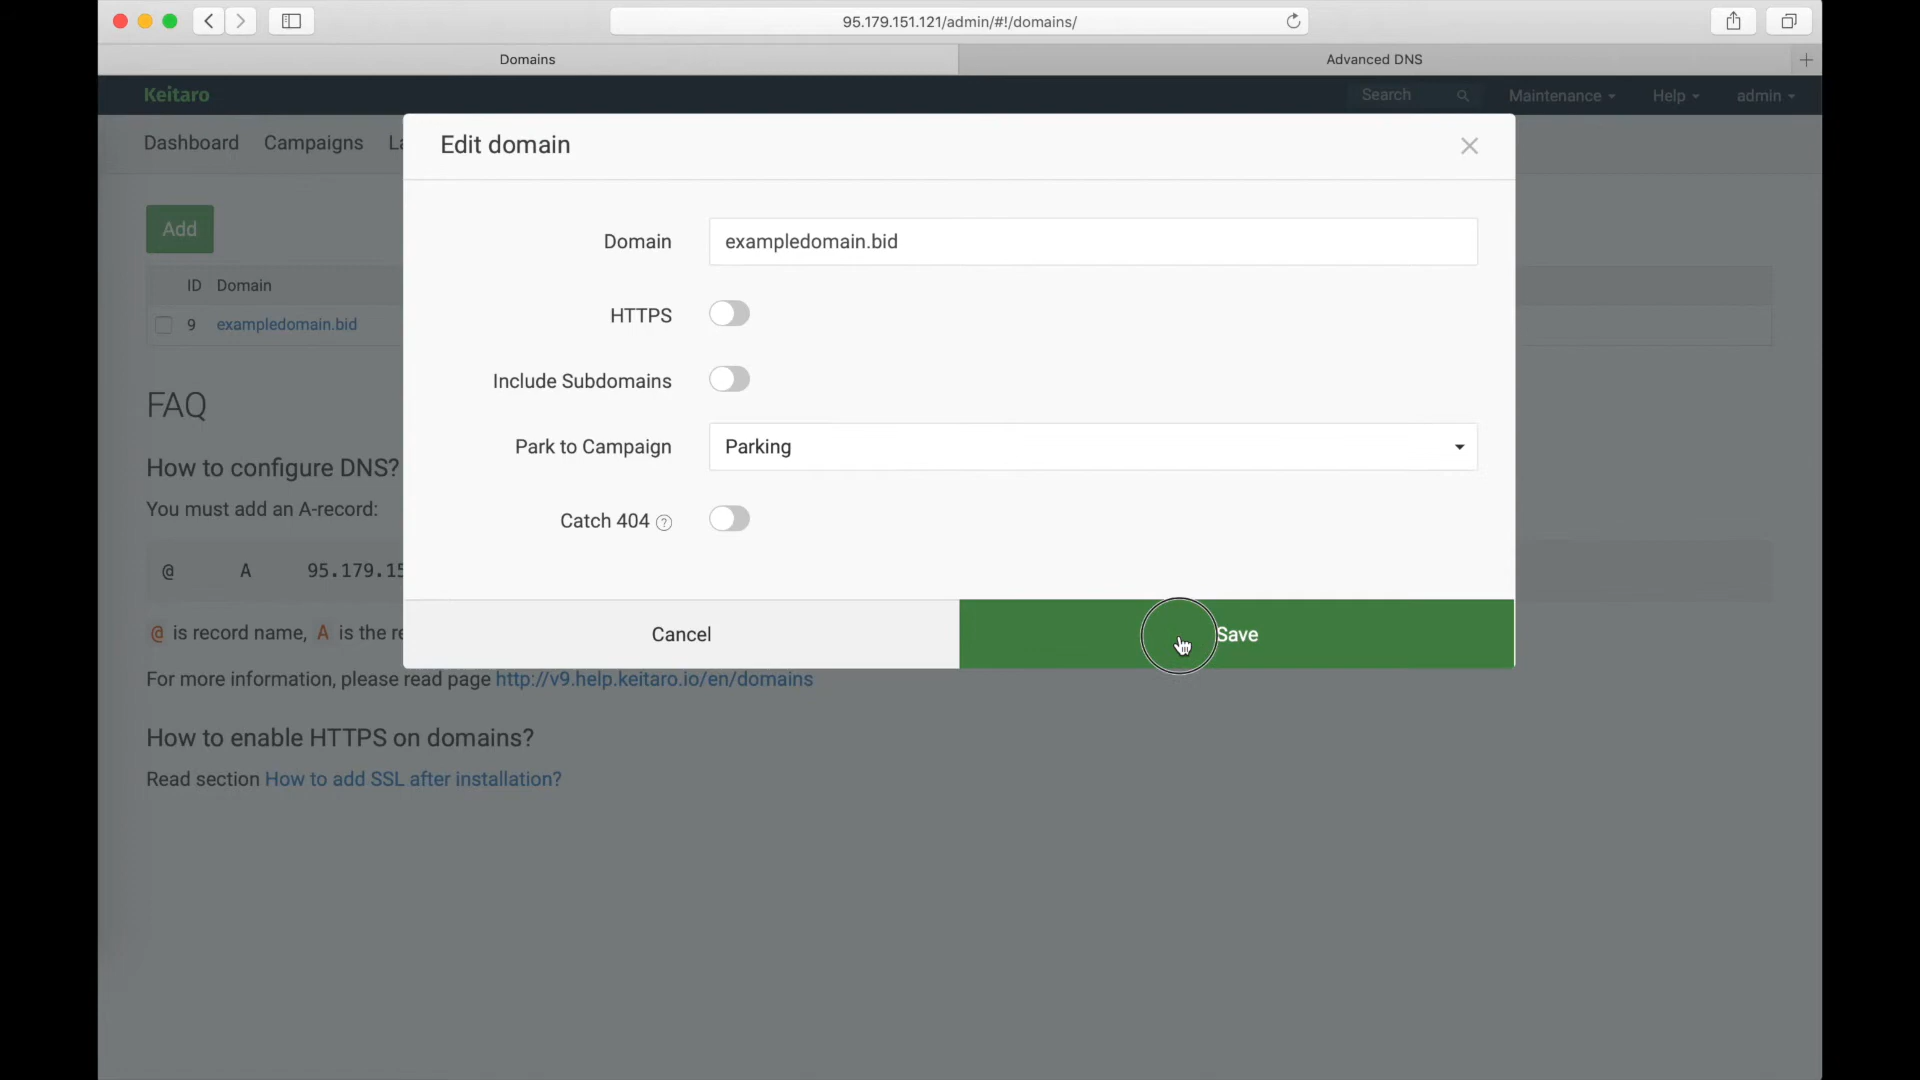 95.179.151.121/admin/#!/domains/
Domains
Advanced DNS
Keitaro
Search
Maintenance
Help
admin
Dashboard
Campaigns
Edit domain
Add
Domain
exampledomain.bid
ID
Domain
HTTPS
9
exampledomain.bid
Include Subdomains
FAQ
Park to Campaign
Parking
How to configure DNS?
You must add an A-record:
Catch 404 ?
@ A 95.179.15
Cancel
Save
@ is record name, A is the
For more information, please read page http://v9.help.keitaro.io/en/domains
How to enable HTTPS on domains?
Read section How to add SSL after installation?